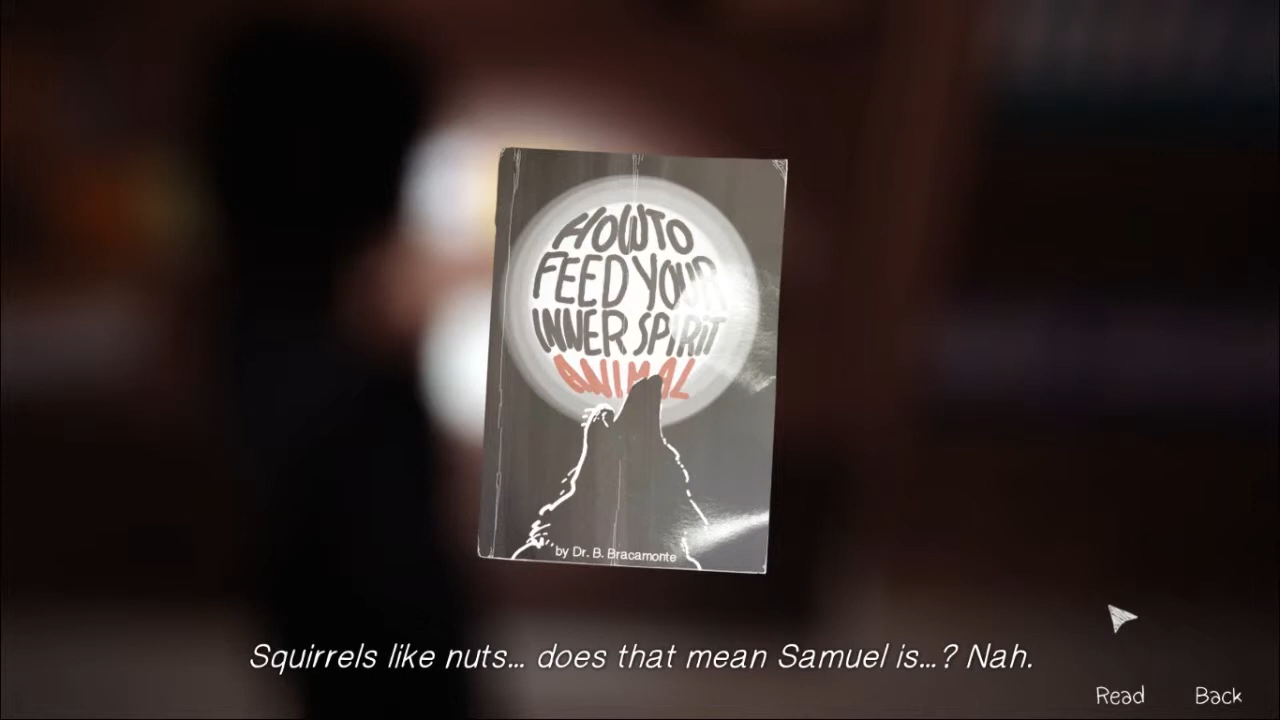 HOW TO
FEED YOUR
INNER SPIRIT
ANIMAL
by Dr. B. Bracamonte
Squirrels like nuts... does that mean Samuel is...? Nah.
Read Back